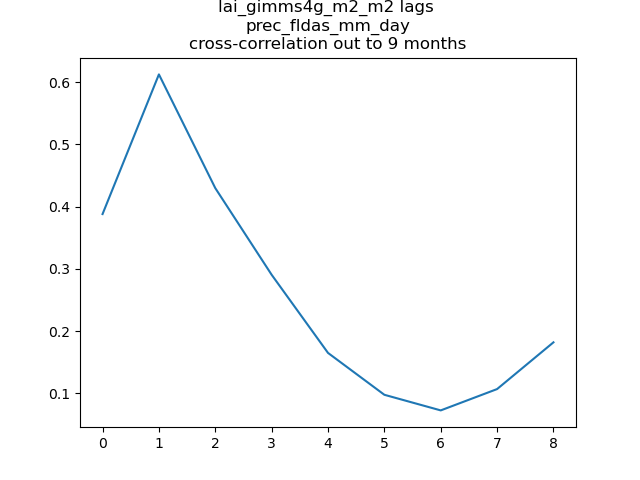 lai_gimms4g_m2_m2 lags
prec_fldas_mm_day
cross-correlation out to 9 months
0.6
0.5
0.4
0.3
0.2
0.1
0 1 2 3 4 5 6 7 8